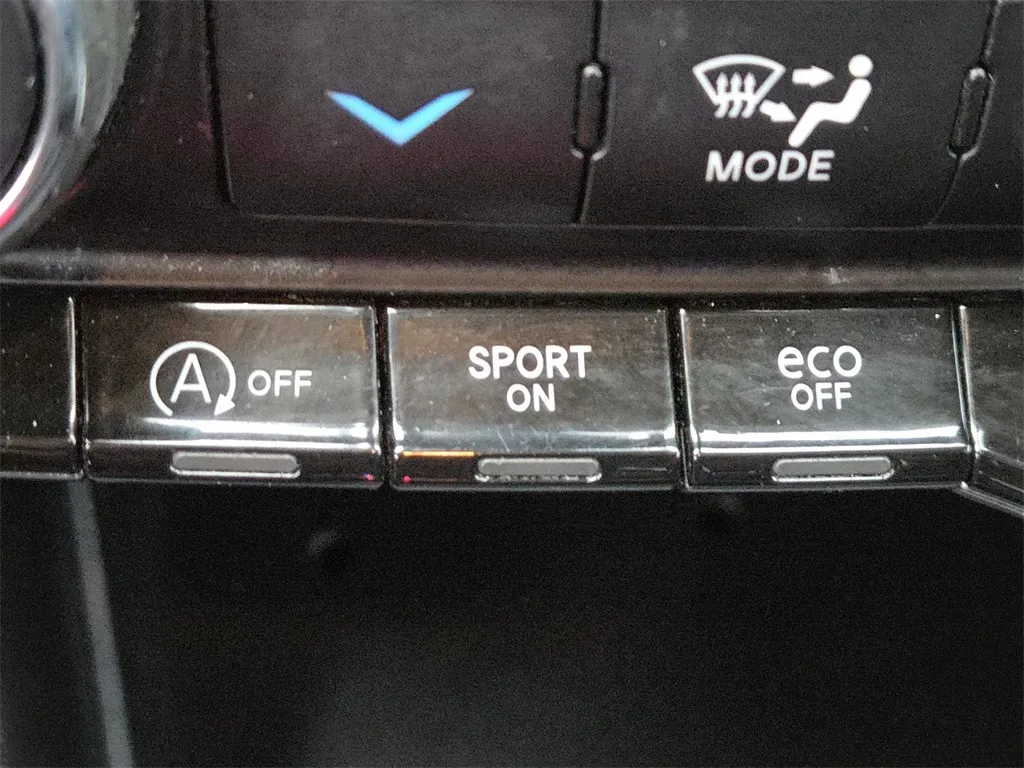 MODE
A OFF
SPORT
ON
eco
OFF